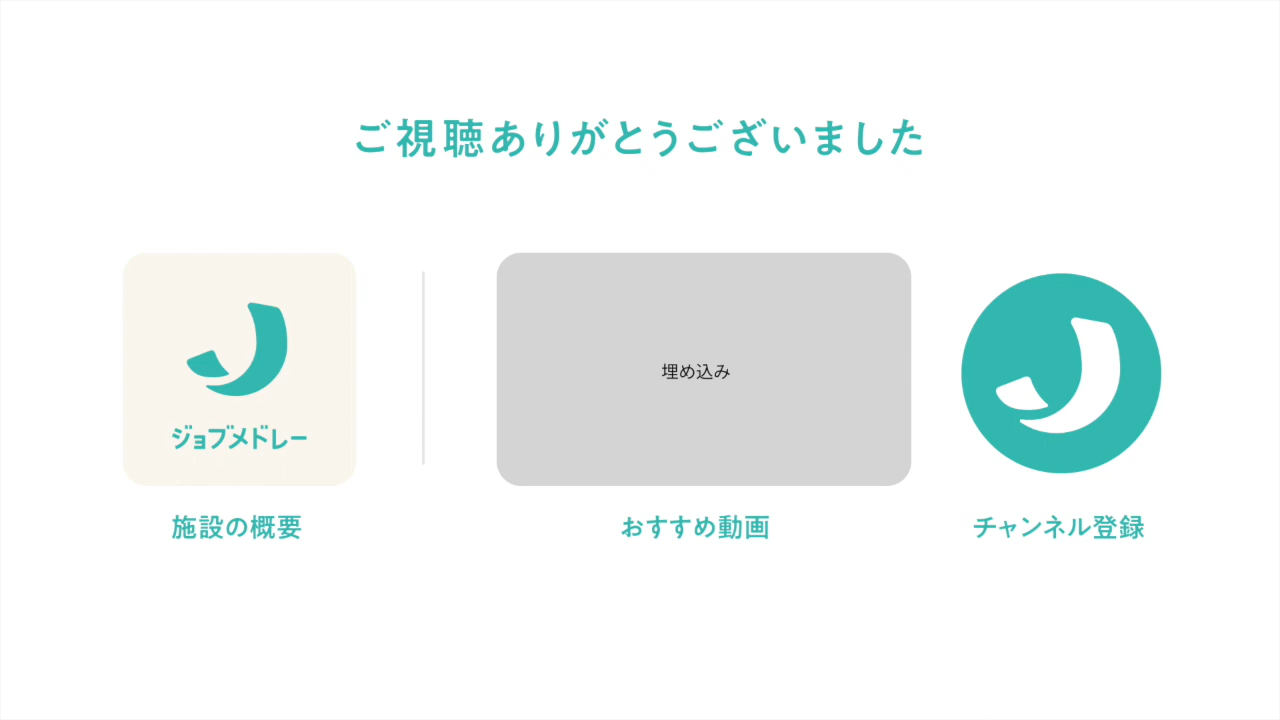 ご視聴ありがとうございました
埋め込み
ジョブメドレー
施設の概要
おすすめ動画
チャンネル登録